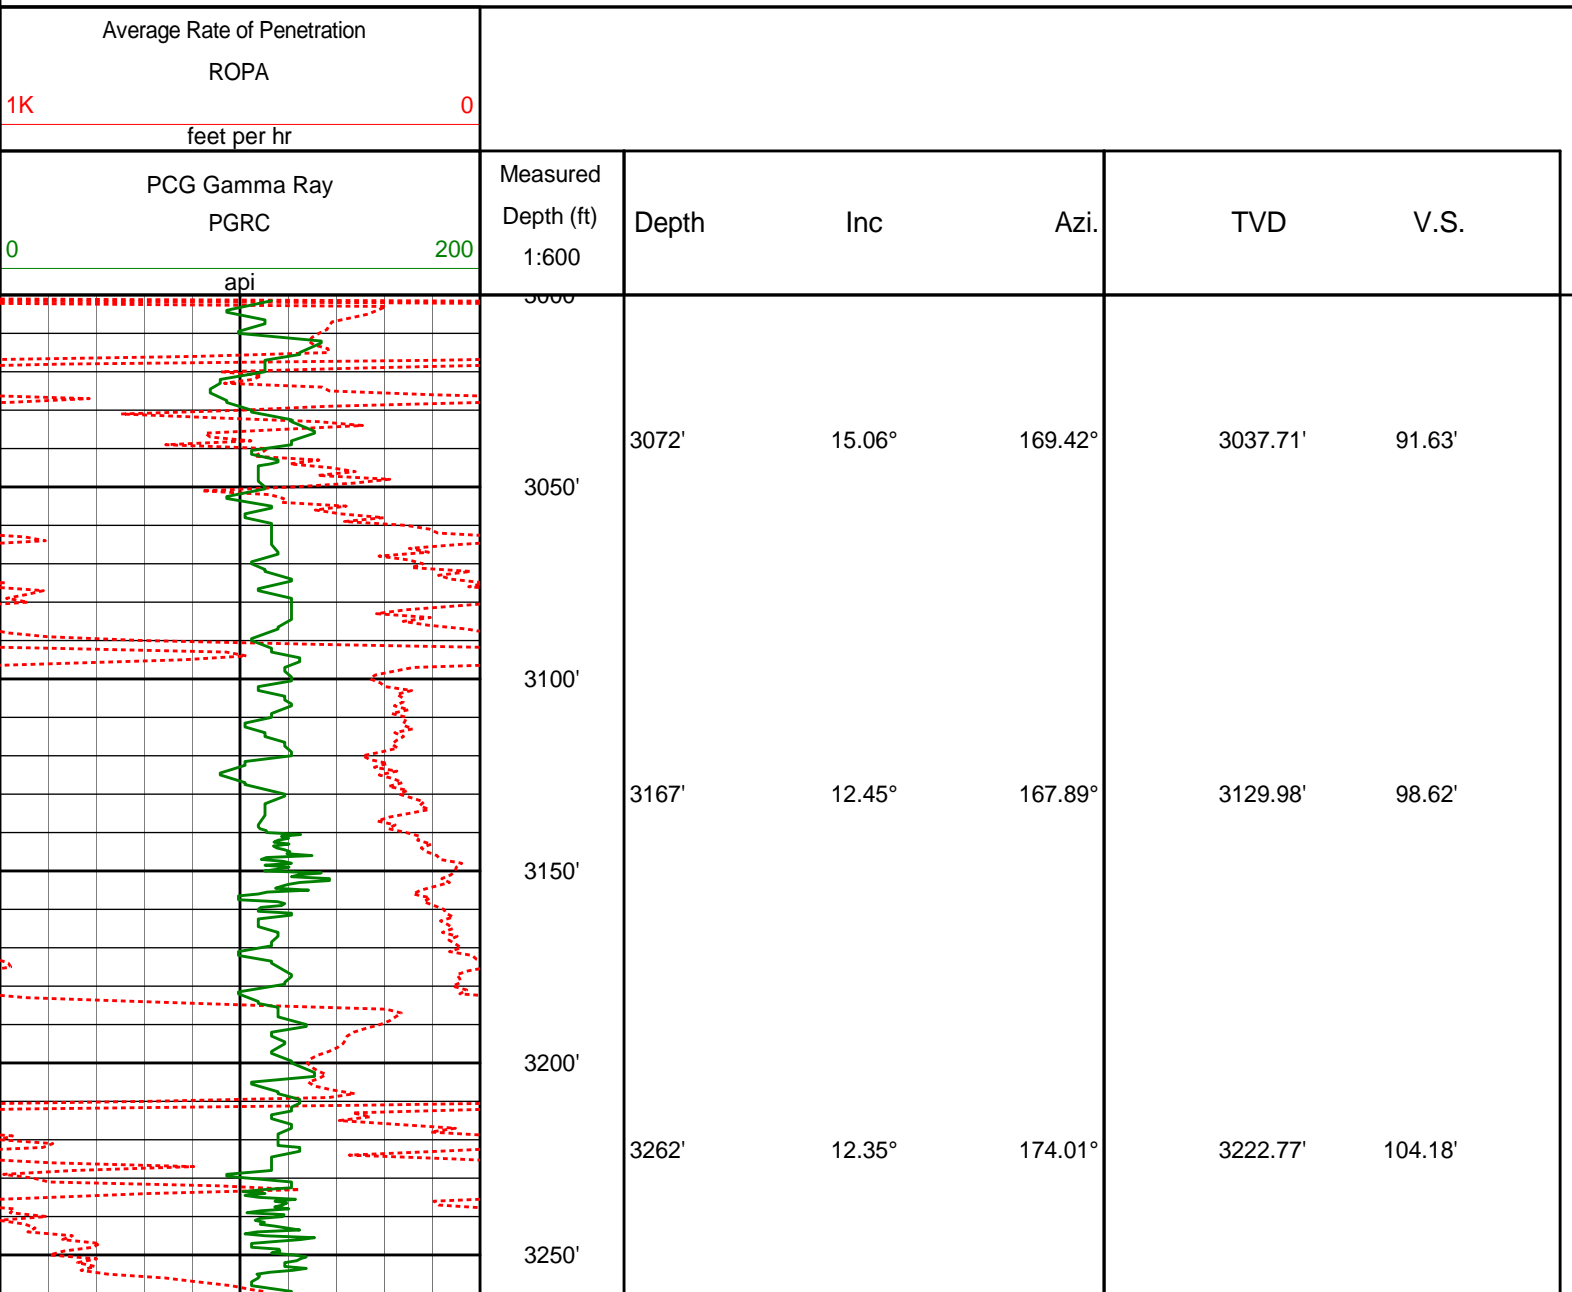 Average Rate of Penetration
ROPA
1K 0
feet per hr
PCG Gamma Ray
PGRC
0 200
api
Measured
Depth (ft)
1:600
Depth Inc Azi. TVD V.S.
3000'
3072' 15.06° 169.42° 3037.71' 91.63'
3050'
3100'
3167' 12.45° 167.89° 3129.98' 98.62'
3150'
3200'
3262' 12.35° 174.01° 3222.77' 104.18'
3250'